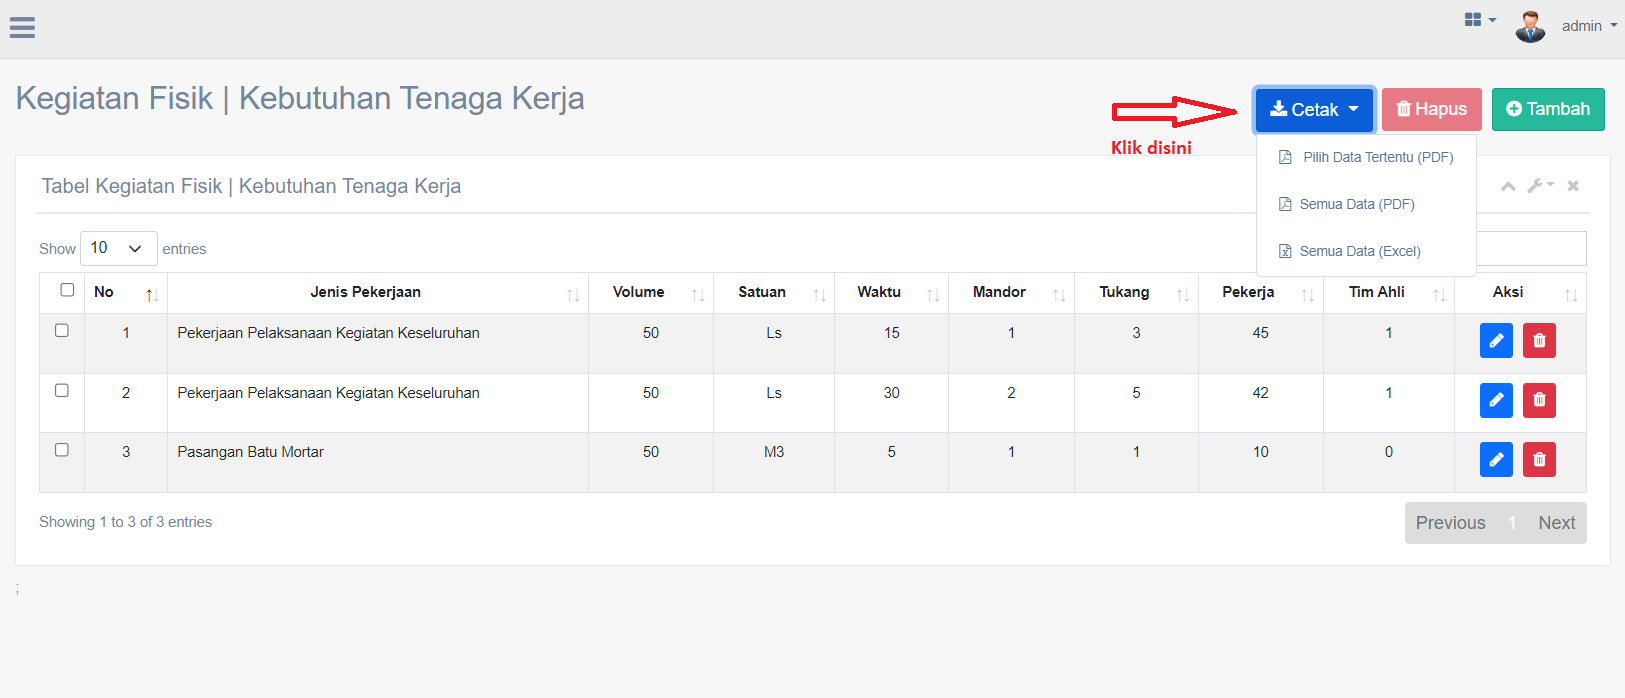 admin
Kegiatan Fisik | Kebutuhan Tenaga Kerja
Cetak
Hapus
Tambah
Klik disini
Pilih Data Tertentu (PDF)
Semua Data (PDF)
Semua Data (Excel)
Tabel Kegiatan Fisik | Kebutuhan Tenaga Kerja
Show 10 entries
No Jenis Pekerjaan Volume Satuan Waktu Mandor Tukang Pekerja Tim Ahli Aksi
1 Pekerjaan Pelaksanaan Kegiatan Keseluruhan 50 Ls 15 1 3 45 1
2 Pekerjaan Pelaksanaan Kegiatan Keseluruhan 50 Ls 30 2 5 42 1
3 Pasangan Batu Mortar 50 M3 5 1 1 10 0
Showing 1 to 3 of 3 entries
Previous 1 Next
;